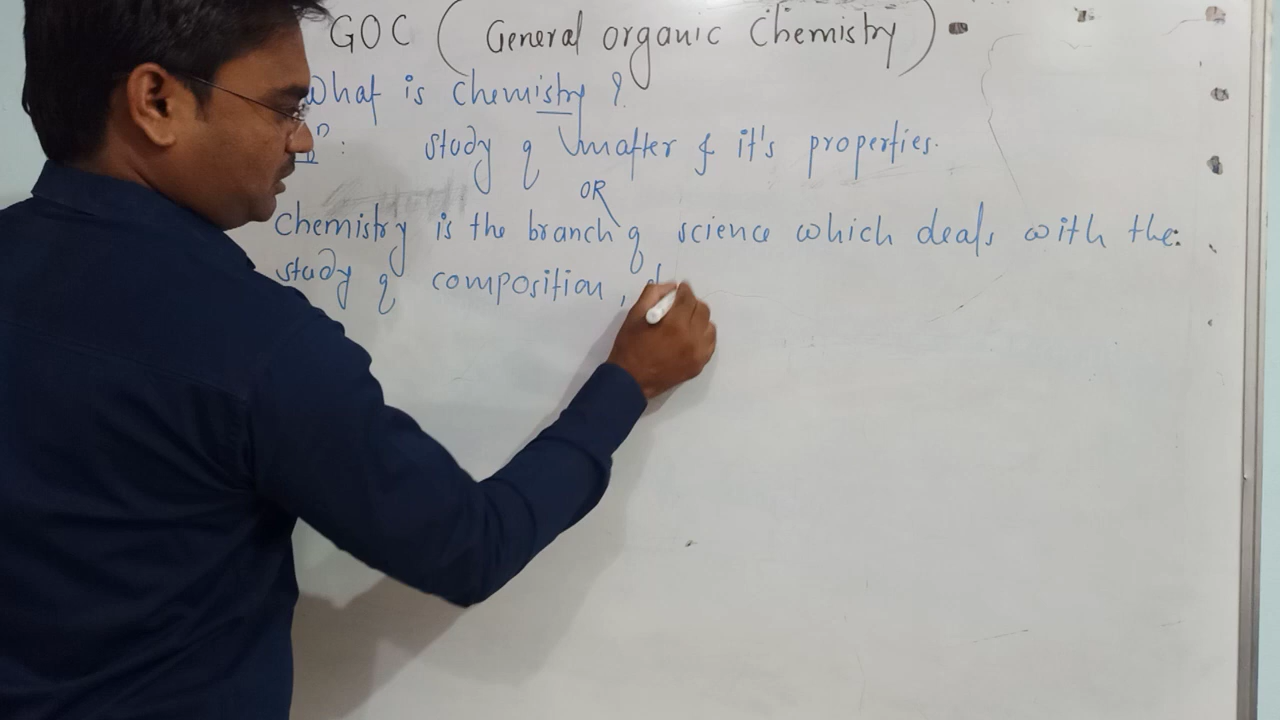 GOC (General organic Chemistry)
What is chemistry ?
n : study of matter & it's properties.
OR
Chemistry is the branch of science which deals with the
study of composition,